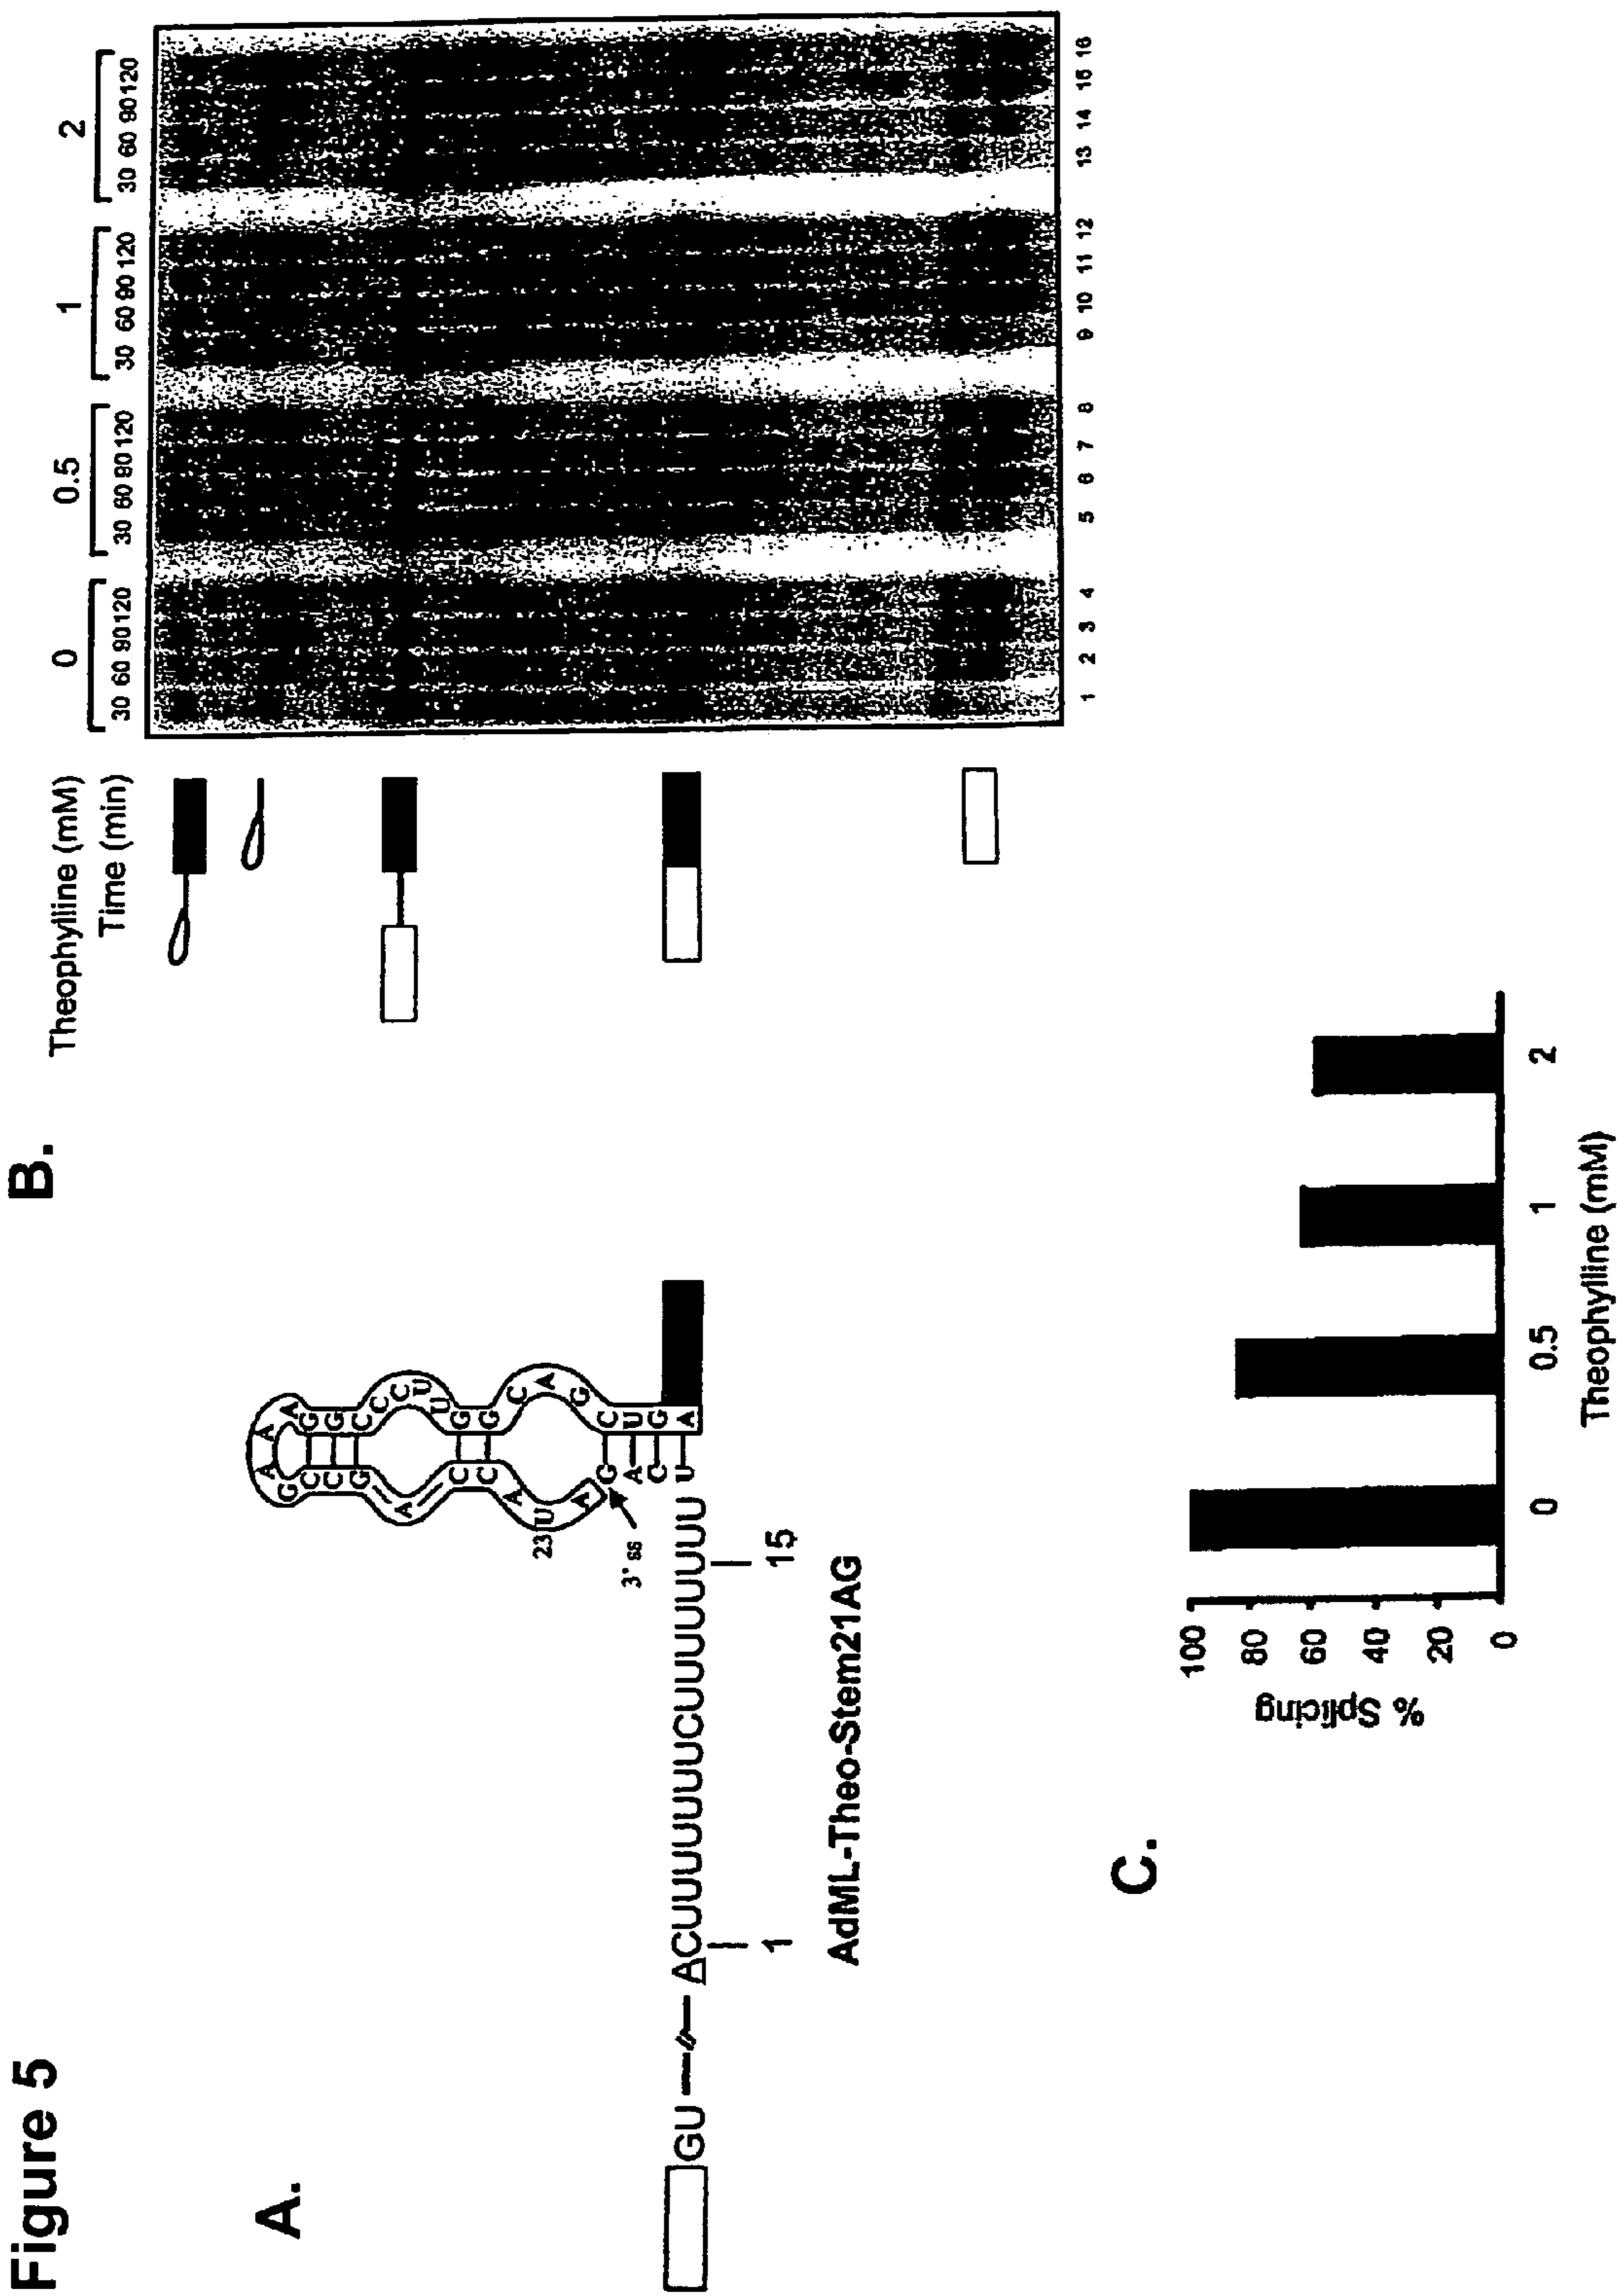 Figure 5
A.
GU
ACUUUUUUUUCUUUUUUUU
1
15
U
C
A
G
3' ss
A
23
U
A
C
C
A
G
C
C
G
A
A
A
G
G
C
C
C
U
U
G
G
C
A
G
C
U
G
A
AdML-Theo-Stem21AG
B.
Theophylline (mM)
0 0.5 1 2
Time (min)
30 60 90 120 30 60 90 120 30 60 90 120 30 60 90 120
1 2 3 4 5 6 7 8 9 10 11 12 13 14 15 16
C.
% Splicing
100
80
60
40
20
0
0 0.5 1 2
Theophylline (mM)